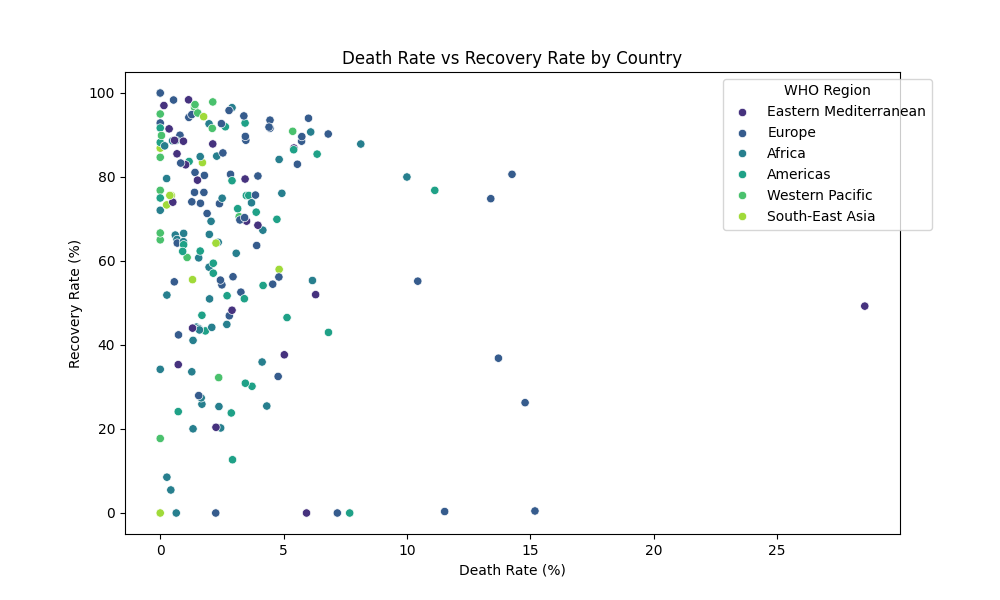 Death Rate vs Recovery Rate by Country
WHO Region
Eastern Mediterranean
Europe
Africa
Americas
Western Pacific
South-East Asia
Recovery Rate (%)
100
80
60
40
20
0
0 5 10 15 20 25
Death Rate (%)